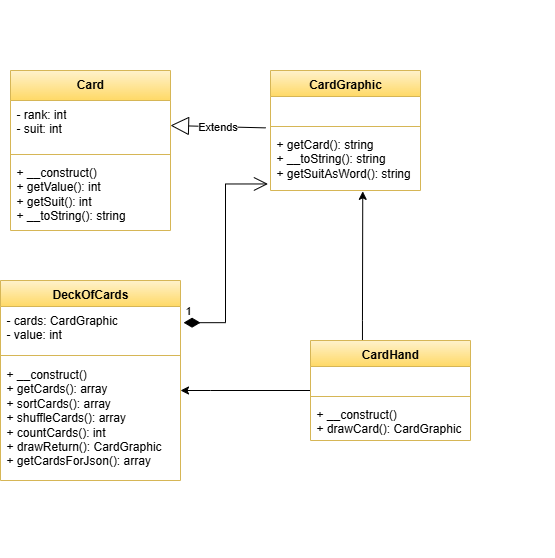 Card
- rank: int
- suit: int
+ __construct()
+ getValue(): int
+ getSuit(): int
+ __toString(): string
Extends
CardGraphic
+ getCard(): string
+ __toString(): string
+ getSuitAsWord(): string
DeckOfCards
- cards: CardGraphic
- value: int
+ __construct()
+ getCards(): array
+ sortCards(): array
+ shuffleCards(): array
+ countCards(): int
+ drawReturn(): CardGraphic
+ getCardsForJson(): array
1
CardHand
+ __construct()
+ drawCard(): CardGraphic